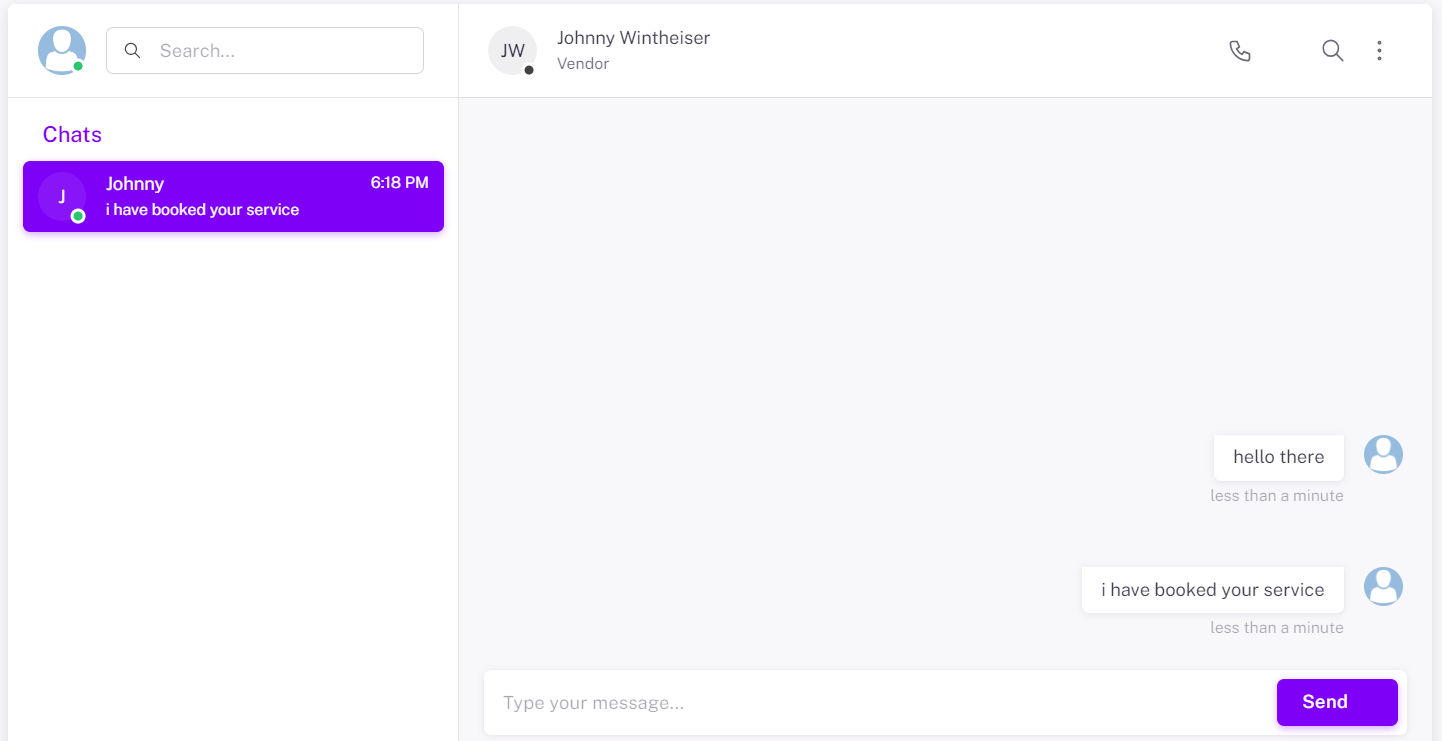 Search...
JW
Johnny Wintheiser
Vendor
Chats
J
Johnny
6:18 PM
i have booked your service
hello there
less than a minute
i have booked your service
less than a minute
Type your message...
Send